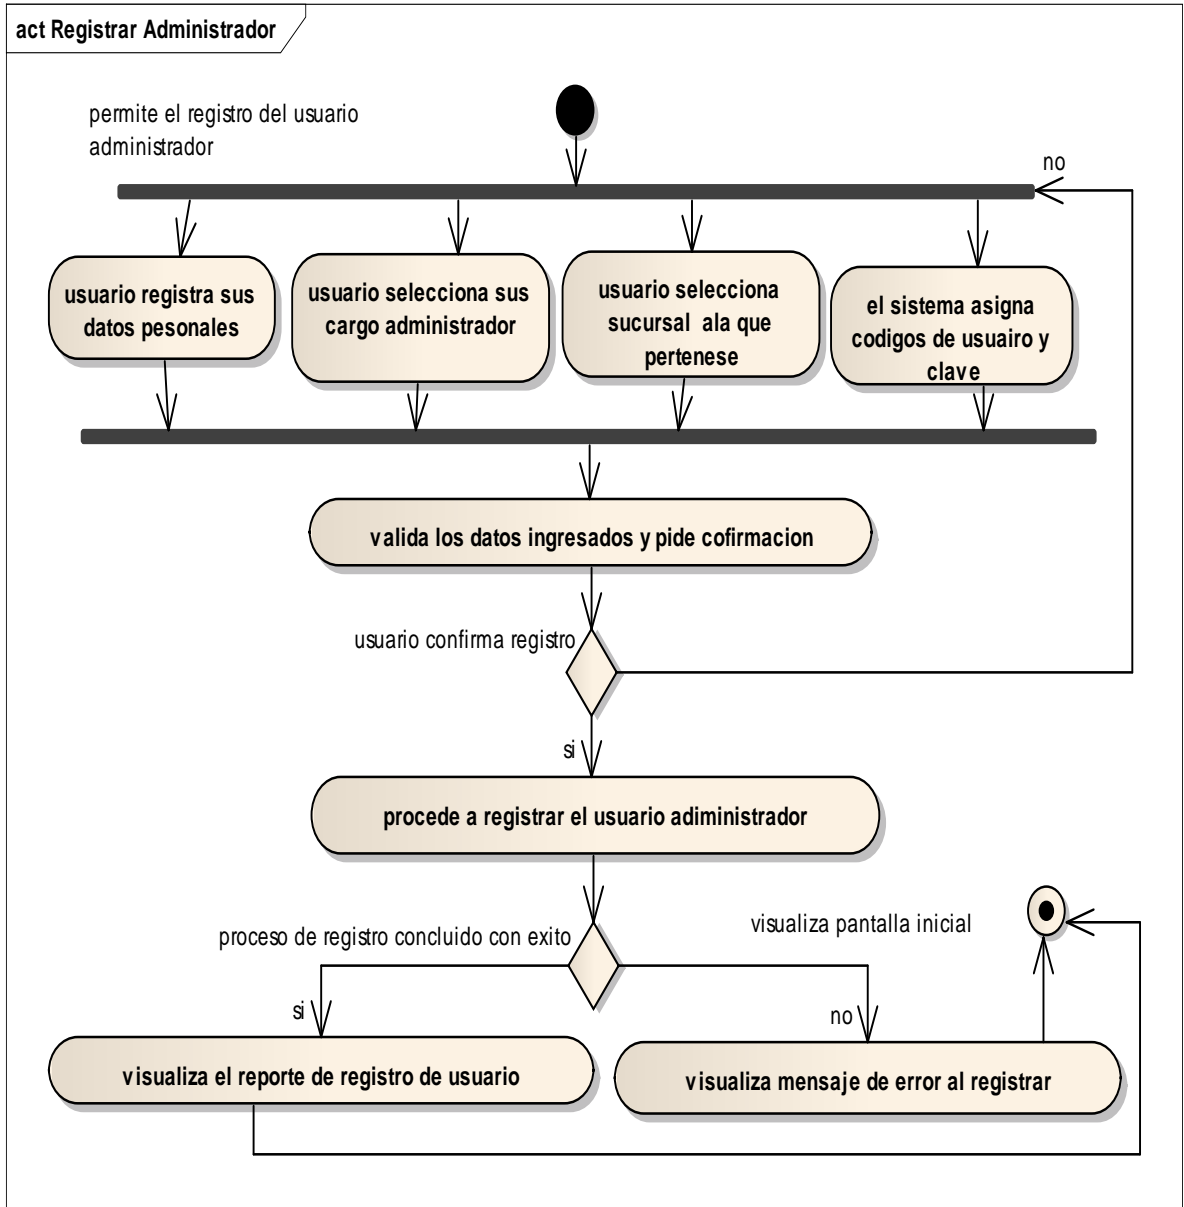 act Registrar Administrador
permite el registro del usuario
administrador
no
usuario registra sus
datos pesonales
usuario selecciona sus
cargo administrador
usuario selecciona
sucursal ala que
pertenese
el sistema asigna
codigos de usuairo y
clave
valida los datos ingresados y pide cofirmacion
usuario confirma registro
si
procede a registrar el usuario adiministrador
proceso de registro concluido con exito
visualiza pantalla inicial
si
no
visualiza el reporte de registro de usuario
visualiza mensaje de error al registrar